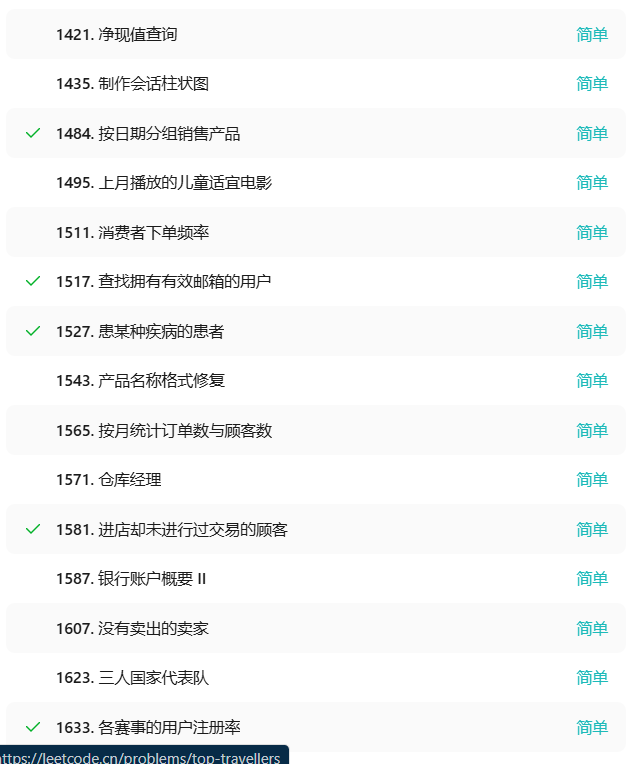 1421. 净现值查询 简单
1435. 制作会话柱状图 简单
1484. 按日期分组销售产品 简单
1495. 上月播放的儿童适宜电影 简单
1511. 消费者下单频率 简单
1517. 查找拥有有效邮箱的用户 简单
1527. 患某种疾病的患者 简单
1543. 产品名称格式修复 简单
1565. 按月统计订单数与顾客数 简单
1571. 仓库经理 简单
1581. 进店却未进行过交易的顾客 简单
1587. 银行账户概要 II 简单
1607. 没有卖出的卖家 简单
1623. 三人国家代表队 简单
1633. 各赛事的用户注册率 简单
ttps://leetcode.cn/problems/top-travellers